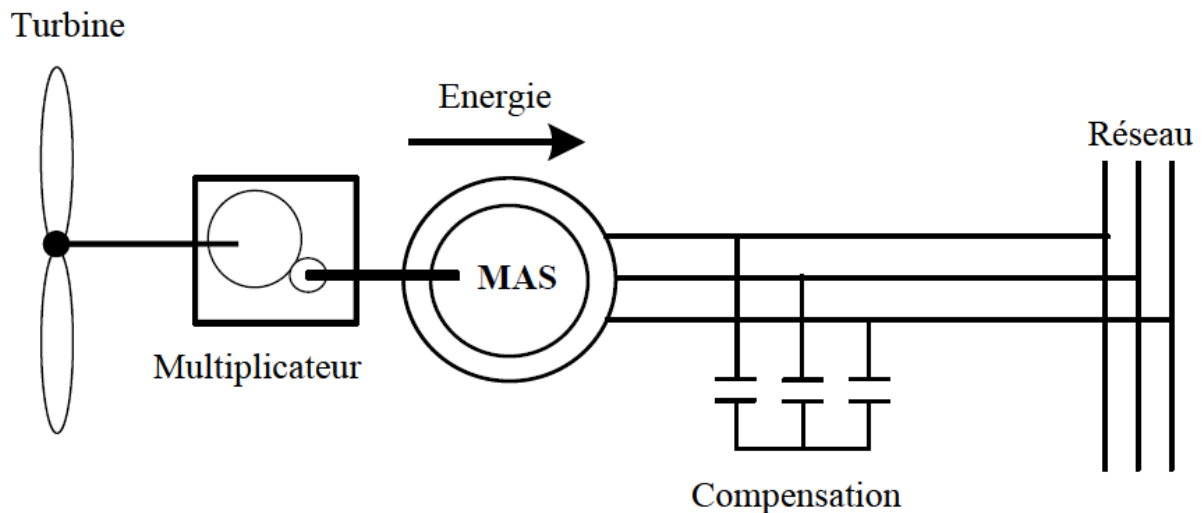 Turbine
Energie
Réseau
MAS
Multiplicateur
Compensation